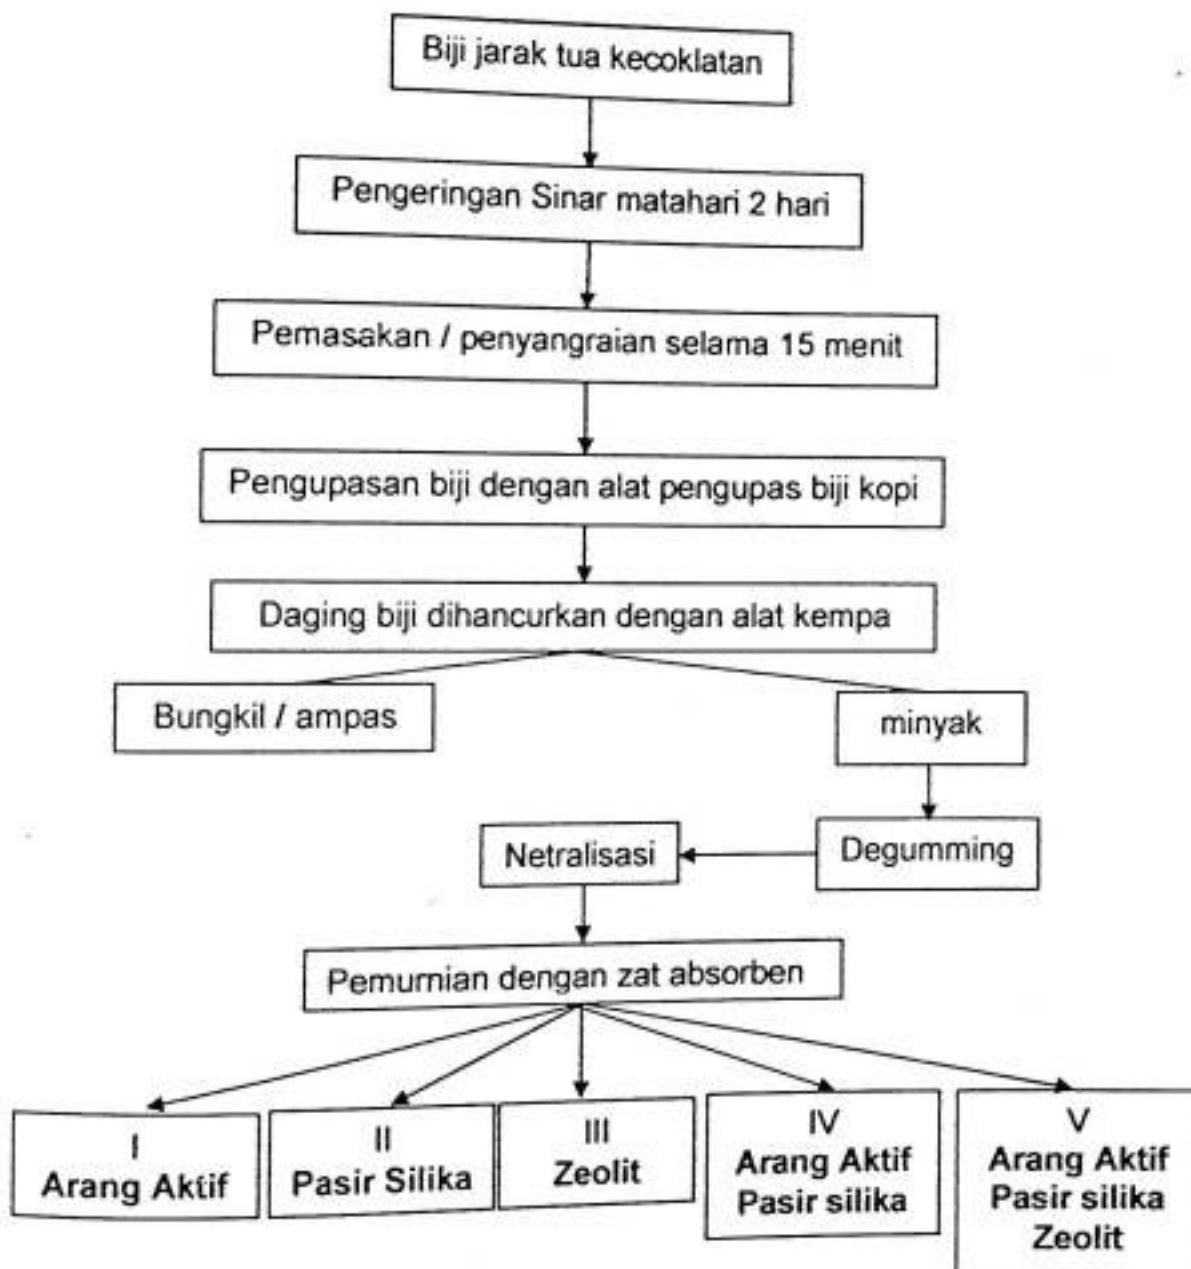 Biji jarak tua kecoklatan
Pengeringan Sinar matahari 2 hari
Pemasakan / penyangraian selama 15 menit
Pengupasan biji dengan alat pengupas biji kopi
Daging biji dihancurkan dengan alat kempa
Bungkil / ampas
minyak
Degumming
Netralisasi
Pemurnian dengan zat absorben
I
Arang Aktif
II
Pasir Silika
III
Zeolit
IV
Arang Aktif
Pasir silika
V
Arang Aktif
Pasir silika
Zeolit